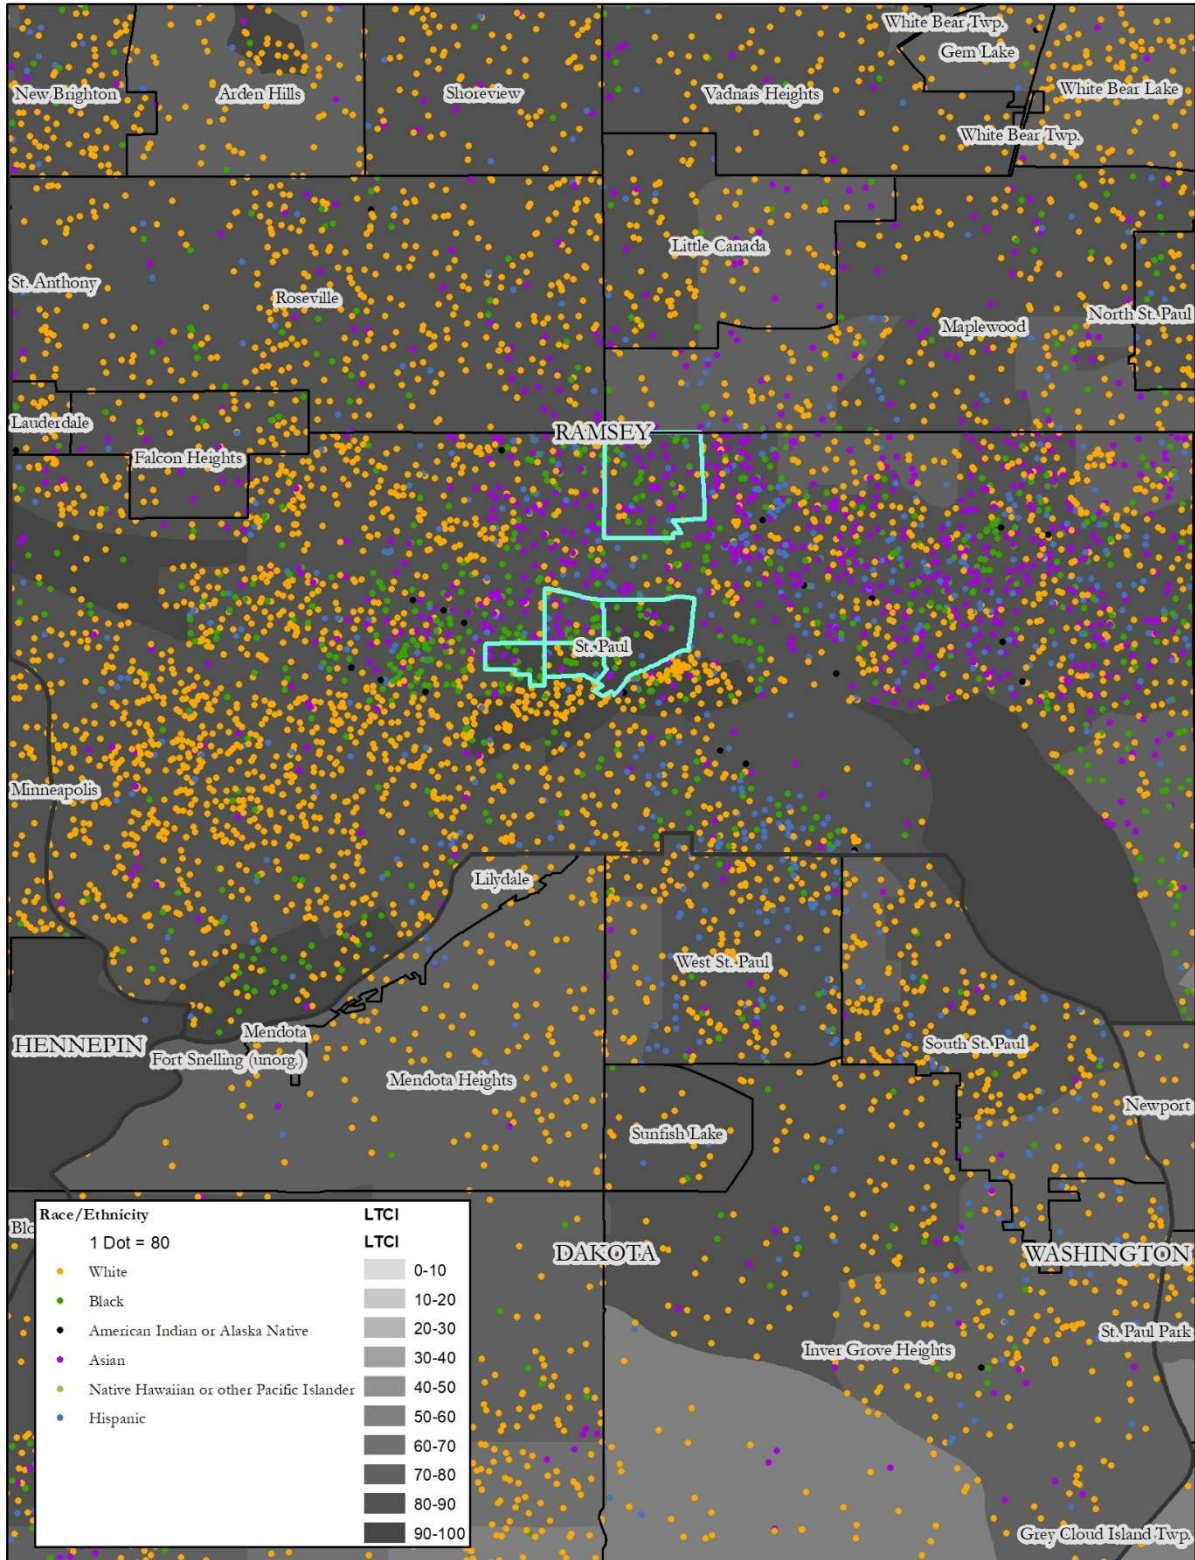 White Bear Twp.
Gem Lake
New Brighton
Arden Hills
Shoreview
Vadnais Heights
White Bear Lake
White Bear Twp.
Little Canada
St. Anthony
Roseville
Maplewood
North St. Paul
Lauderdale
RAMSEY
Falcon Heights
St. Paul
Minneapolis
Lilydale
West St. Paul
Mendota
HENNEPIN
Fort Snelling (unorg.)
South St. Paul
Mendota Heights
Newport
Sunfish Lake
Blo
DAKOTA
WASHINGTON
St. Paul Park
Inver Grove Heights
Grey Cloud Island Twp.
Race/Ethnicity
1 Dot = 80
White
Black
American Indian or Alaska Native
Asian
Native Hawaiian or other Pacific Islander
Hispanic
LTCI
LTCI
0-10
10-20
20-30
30-40
40-50
50-60
60-70
70-80
80-90
90-100